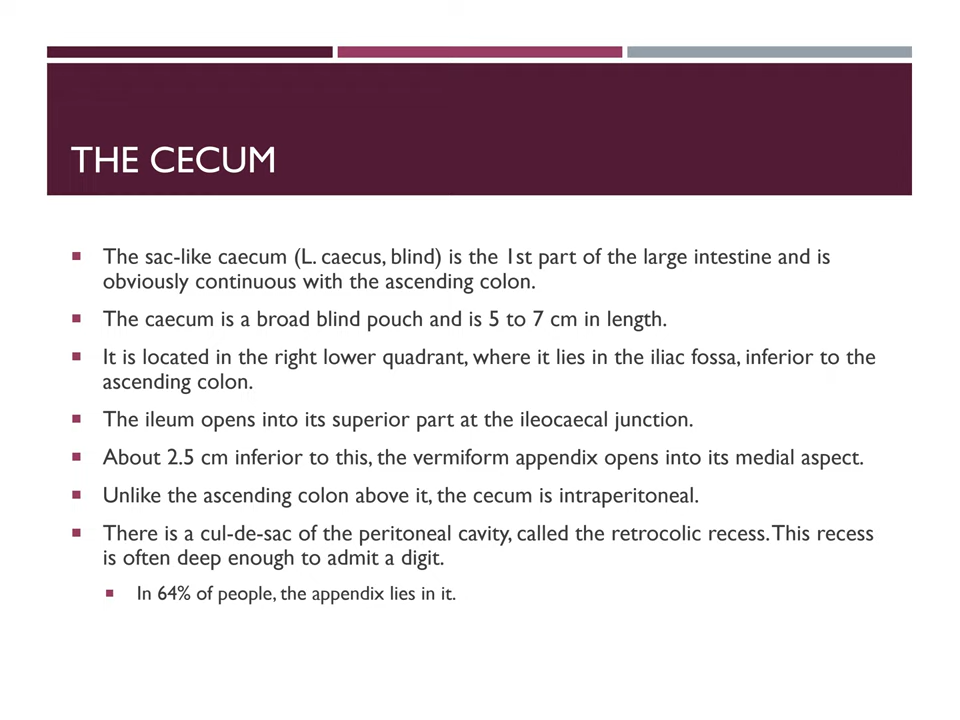 THE CECUM
The sac-like caecum (L. caecus, blind) is the 1st part of the large intestine and is
obviously continuous with the ascending colon.
The caecum is a broad blind pouch and is 5 to 7 cm in length.
It is located in the right lower quadrant, where it lies in the iliac fossa, inferior to the
ascending colon.
The ileum opens into its superior part at the ileocaecal junction.
About 2.5 cm inferior to this, the vermiform appendix opens into its medial aspect.
Unlike the ascending colon above it, the cecum is intraperitoneal.
There is a cul-de-sac of the peritoneal cavity, called the retrocolic recess. This recess
is often deep enough to admit a digit.
In 64% of people, the appendix lies in it.